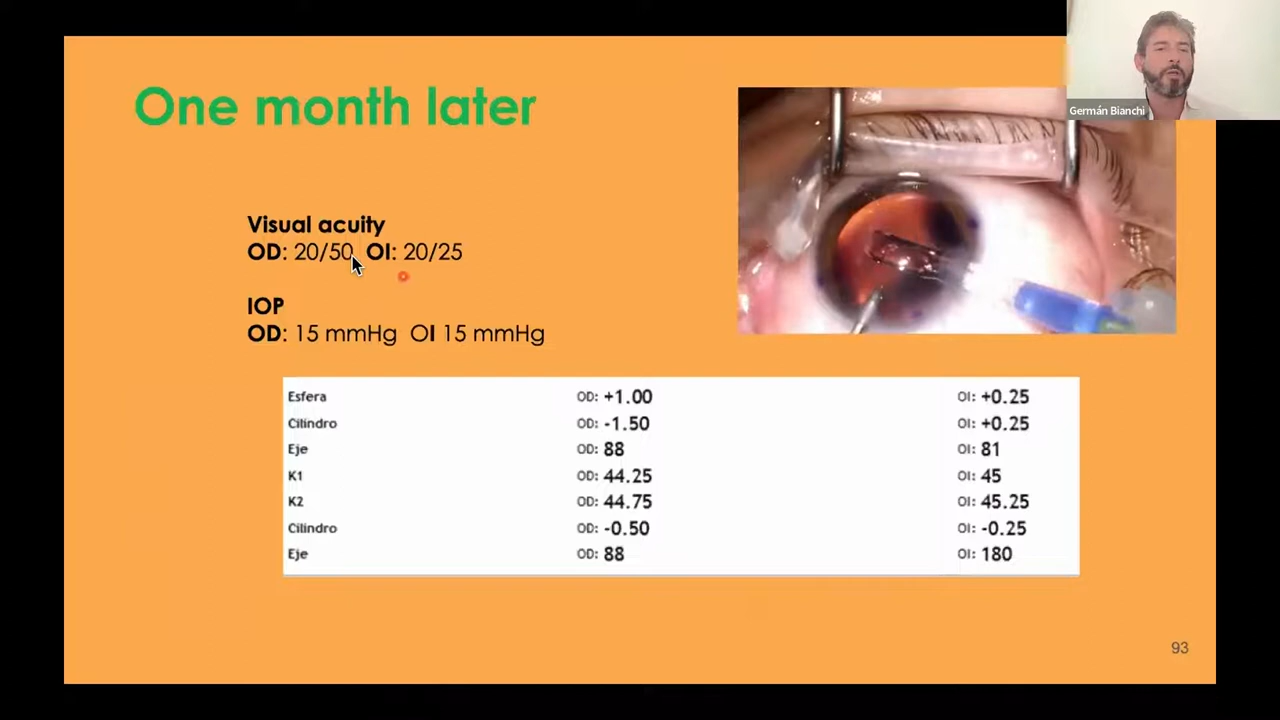 One month later
Germán Bianchi
Visual acuity
OD: 20/50 OI: 20/25
IOP
OD: 15 mmHg OI 15 mmHg
Esfera OD: +1.00 OI: +0.25
Cilindro OD: -1.50 OI: +0.25
Eje OD: 88 OI: 81
K1 OD: 44.25 OI: 45
K2 OD: 44.75 OI: 45.25
Cilindro OD: -0.50 OI: -0.25
Eje OD: 88 OI: 180
93